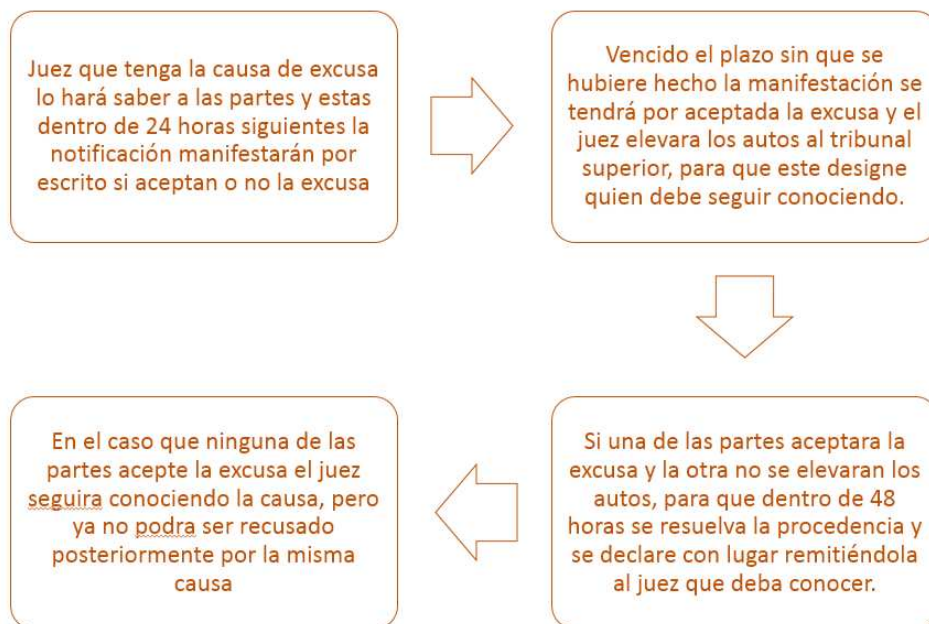 Juez que tenga la causa de excusa
lo hará saber a las partes y estas
dentro de 24 horas siguientes la
notificación manifestarán por
escrito si aceptan o no la excusa
Vencido el plazo sin que se
hubiere hecho la manifestación se
tendrá por aceptada la excusa y el
juez elevara los autos al tribunal
superior, para que este designe
quien debe seguir conociendo.
Si una de las partes aceptara la
excusa y la otra no se elevaran los
autos, para que dentro de 48
horas se resuelva la procedencia y
se declare con lugar remitiéndola
al juez que deba conocer.
En el caso que ninguna de las
partes acepte la excusa el juez
seguira conociendo la causa, pero
ya no podra ser recusado
posteriormente por la misma
causa